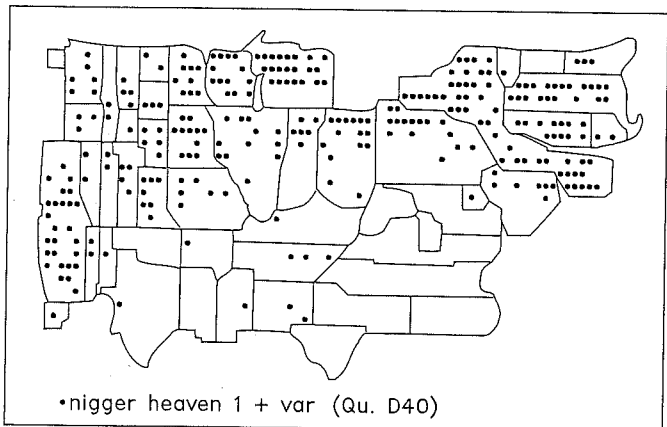 •nigger heaven 1 + var (Qu. D40)